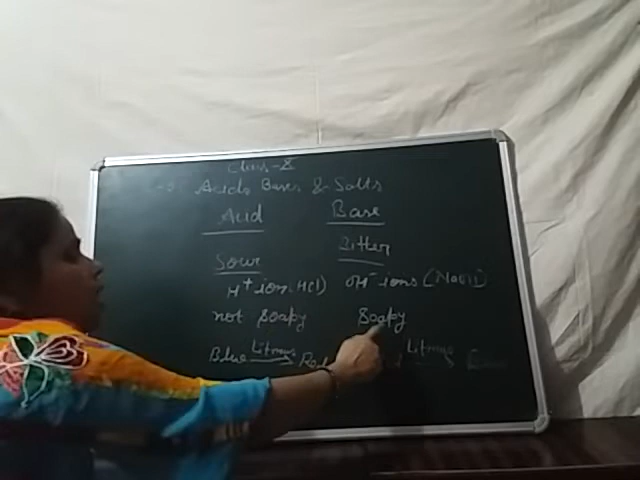 Class-X
Acids Bases & Salts
Acid Base
Sour Bitter
H+ ion (HCl) OH- ions (NaOH)
not Soapy Soapy
Blue Litmus → Red Litmus →